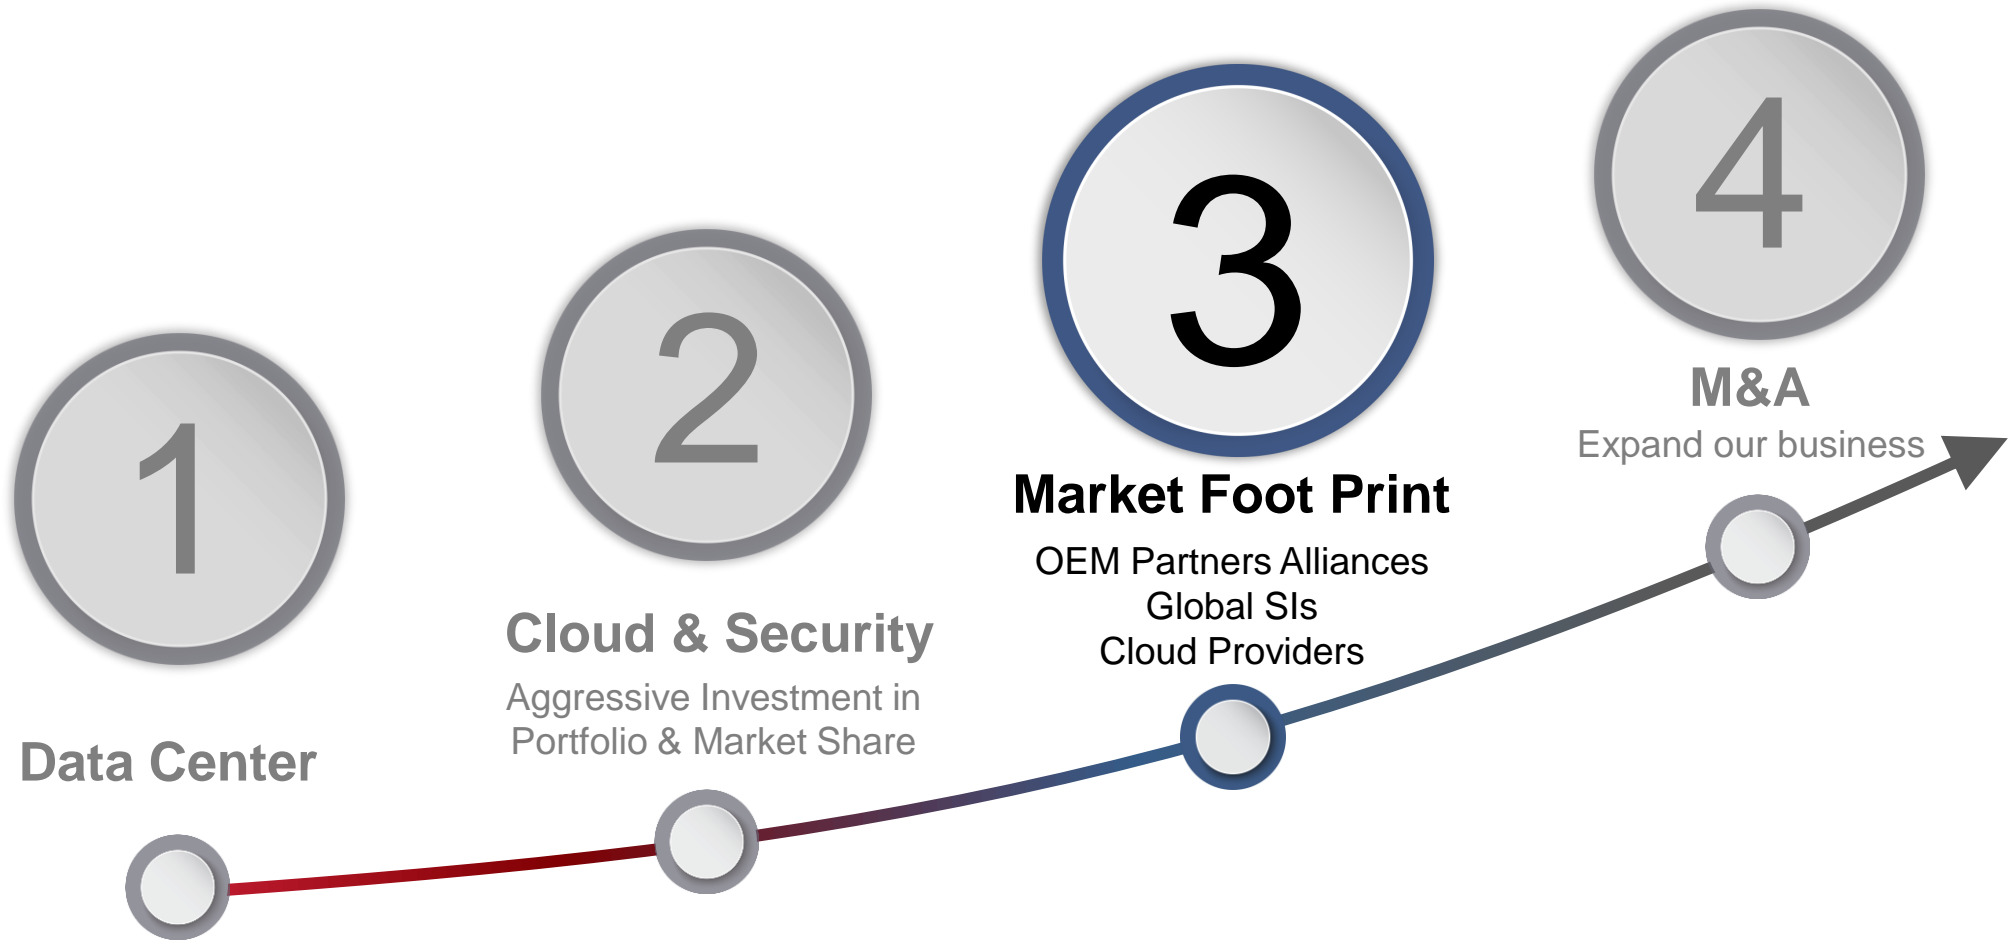 1
Data Center
2
Cloud & Security
Aggressive Investment in
Portfolio & Market Share
3
Market Foot Print
OEM Partners Alliances
Global SIs
Cloud Providers
4
M&A
Expand our business